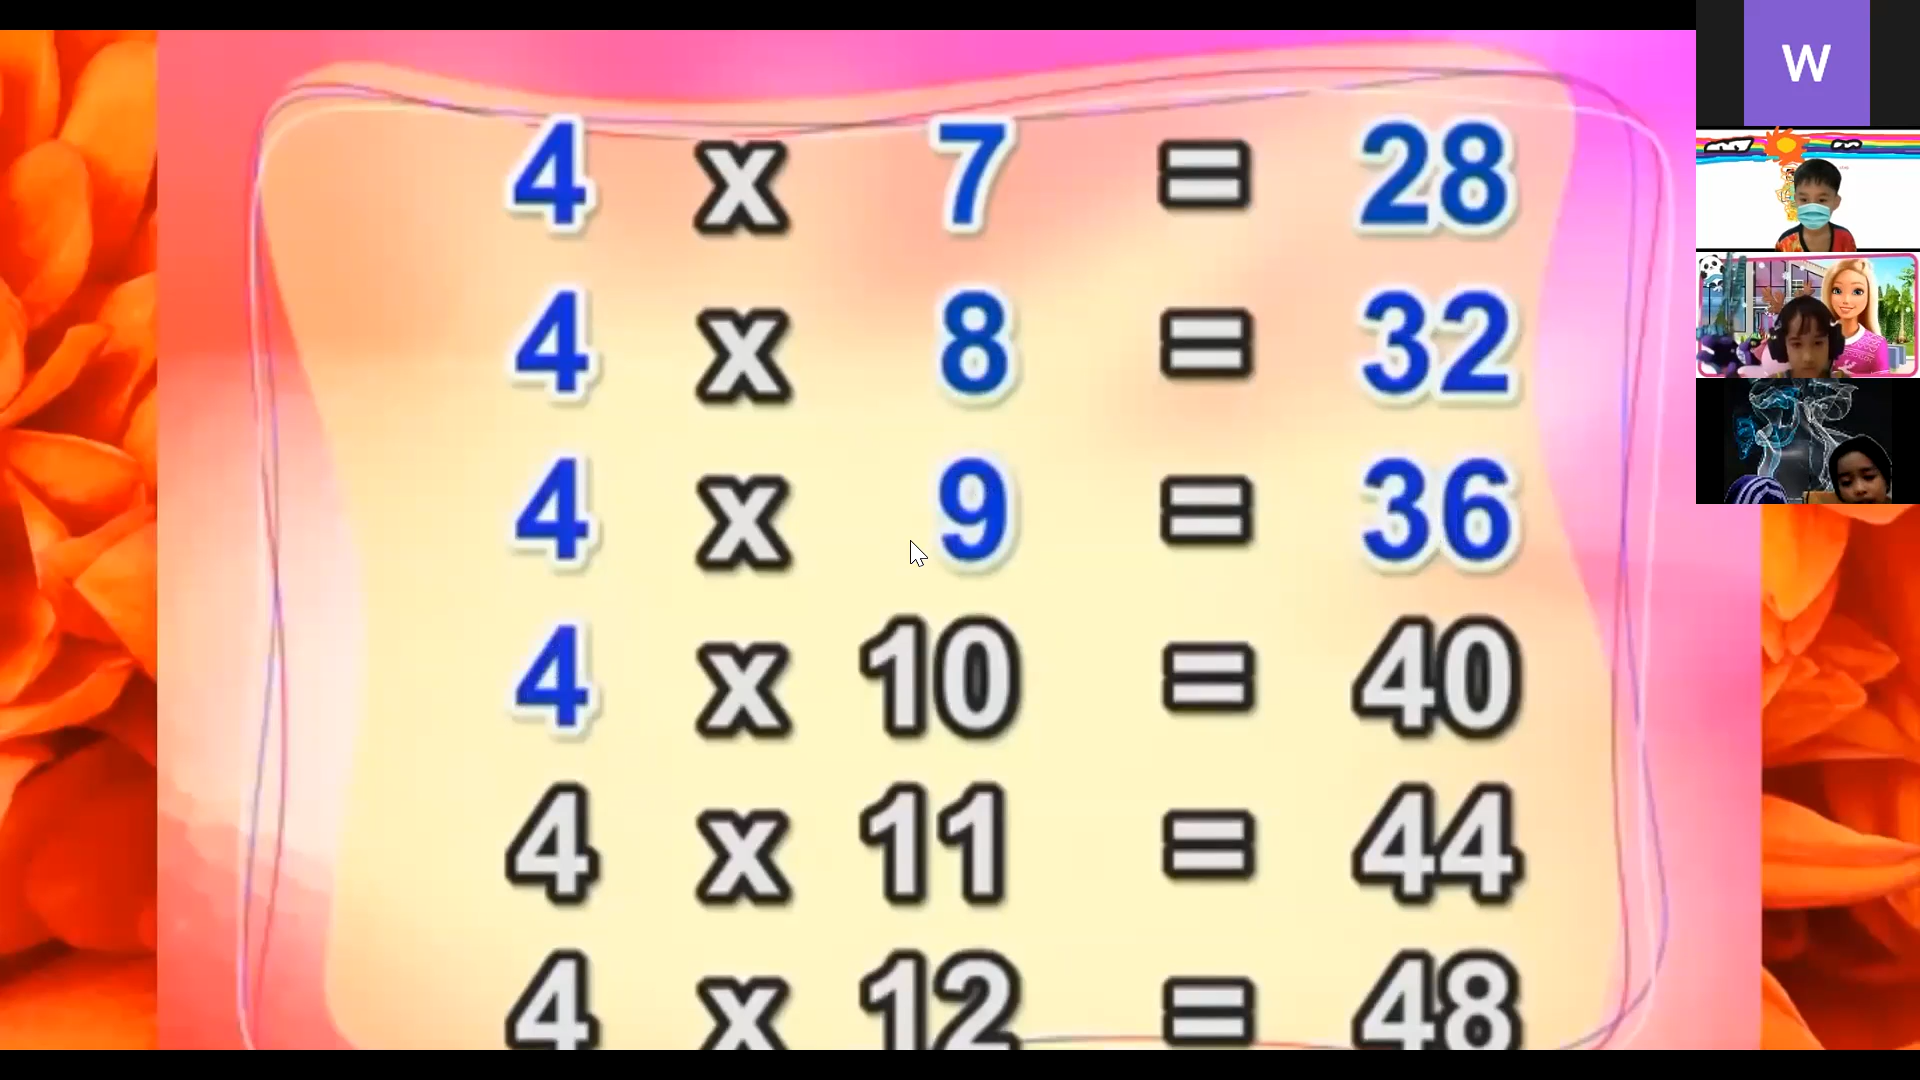 4 x 7 = 28
4 x 8 = 32
4 x 9 = 36
4 x 10 = 40
4 x 11 = 44
4 x 12 = 48
W